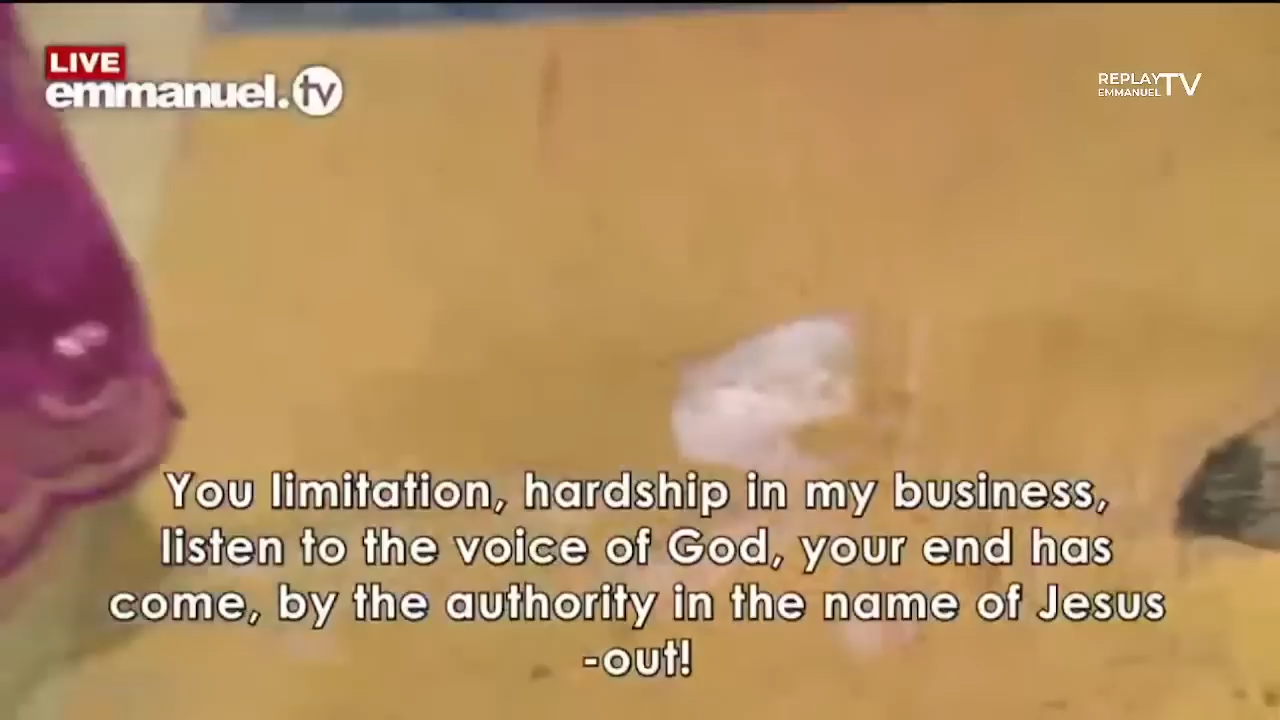 LIVE
emmanuel.tv
REPLAY TV
EMMANUEL
You limitation, hardship in my business,
listen to the voice of God, your end has
come, by the authority in the name of Jesus
-out!